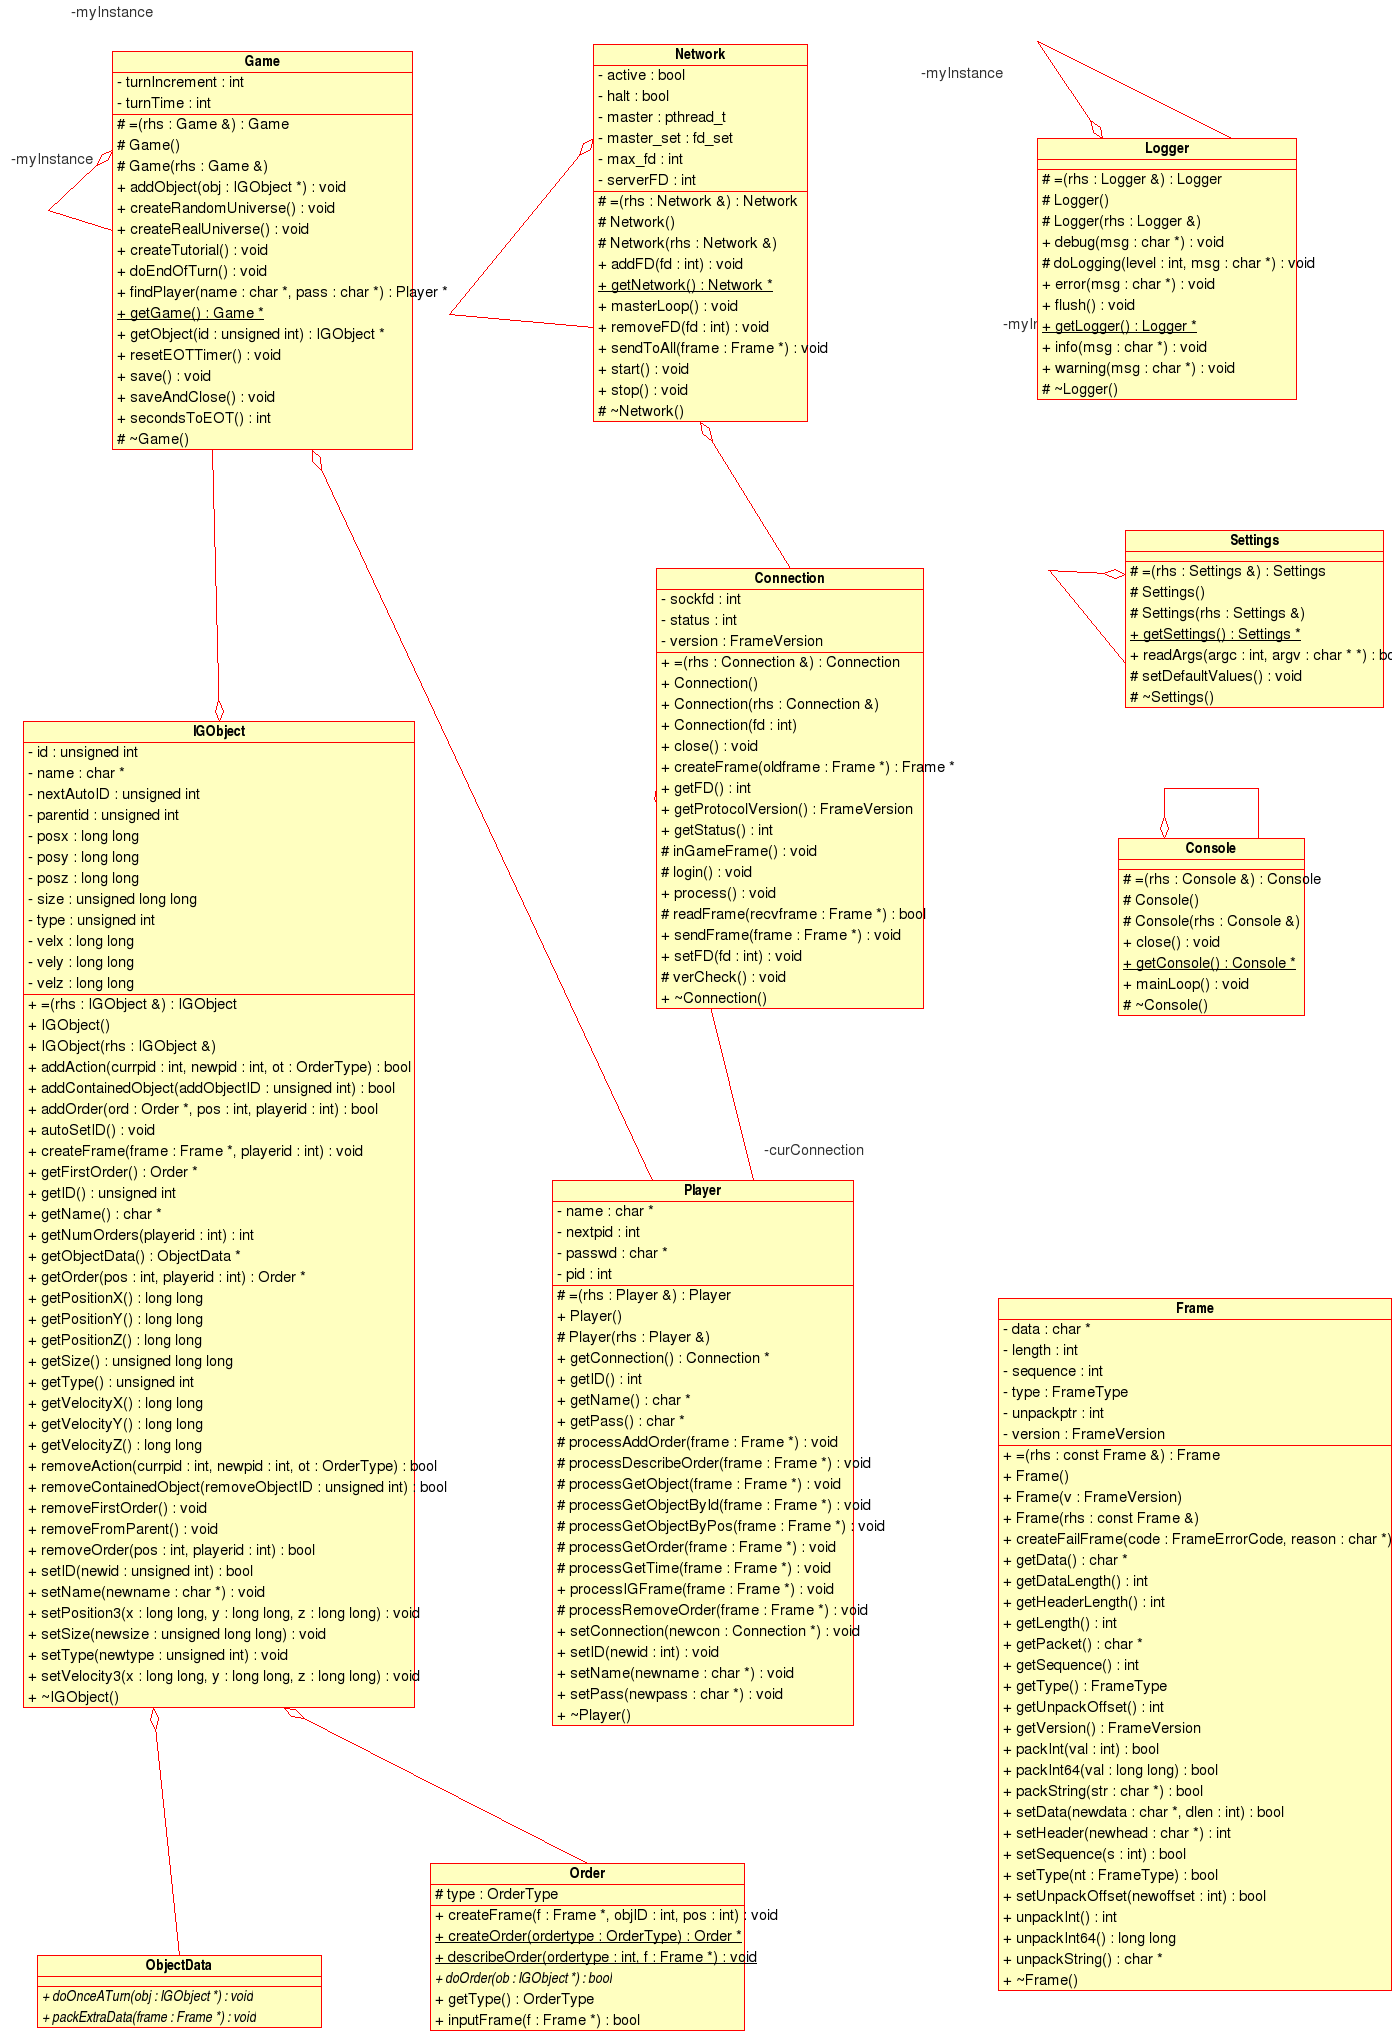 -myInstance
Game
- turnIncrement : int
- turnTime : int
# =(rhs : Game &) : Game
# Game()
# Game(rhs : Game &)
+ addObject(obj : IGObject *) : void
+ createRandomUniverse() : void
+ createRealUniverse() : void
+ createTutorial() : void
+ doEndOfTurn() : void
+ findPlayer(name : char *, pass : char *) : Player *
+ getGame() : Game *
+ getObject(id : unsigned int) : IGObject *
+ resetEOTTimer() : void
+ save() : void
+ saveAndClose() : void
+ secondsToEOT() : int
# ~Game()
-myInstance
Network
- active : bool
- halt : bool
- master : pthread_t
- master_set : fd_set
- max_fd : int
- serverFD : int
# =(rhs : Network &) : Network
# Network()
# Network(rhs : Network &)
+ addFD(fd : int) : void
+ getNetwork() : Network *
+ masterLoop() : void
+ removeFD(fd : int) : void
+ sendToAll(frame : Frame *) : void
+ start() : void
+ stop() : void
# ~Network()
-myInstance
Logger
# =(rhs : Logger &) : Logger
# Logger()
# Logger(rhs : Logger &)
+ debug(msg : char *) : void
# doLogging(level : int, msg : char *) : void
+ error(msg : char *) : void
+ flush() : void
+ getLogger() : Logger *
+ info(msg : char *) : void
+ warning(msg : char *) : void
# ~Logger()
Settings
# =(rhs : Settings &) : Settings
# Settings()
# Settings(rhs : Settings &)
+ getSettings() : Settings *
+ readArgs(argc : int, argv : char * *) :
# setDefaultValues() : void
# ~Settings()
Connection
- sockfd : int
- status : int
- version : FrameVersion
+ =(rhs : Connection &) : Connection
+ Connection()
+ Connection(rhs : Connection &)
+ Connection(fd : int)
+ close() : void
+ createFrame(oldframe : Frame *) : Frame *
+ getFD() : int
+ getProtocolVersion() : FrameVersion
+ getStatus() : int
# inGameFrame() : void
# login() : void
+ process() : void
# readFrame(recvframe : Frame *) : bool
+ sendFrame(frame : Frame *) : void
+ setFD(fd : int) : void
# verCheck() : void
+ ~Connection()
Console
# =(rhs : Console &) : Console
# Console()
# Console(rhs : Console &)
+ close() : void
+ getConsole() : Console *
+ mainLoop() : void
# ~Console()
IGObject
- id : unsigned int
- name : char *
- nextAutoID : unsigned int
- parentid : unsigned int
- posx : long long
- posy : long long
- posz : long long
- size : unsigned long long
- type : unsigned int
- velx : long long
- vely : long long
- velz : long long
+ =(rhs : IGObject &) : IGObject
+ IGObject()
+ IGObject(rhs : IGObject &)
+ addAction(currpid : int, newpid : int, ot : OrderType) : bool
+ addContainedObject(addObjectID : unsigned int) : bool
+ addOrder(ord : Order *, pos : int, playerid : int) : bool
+ autoSetID() : void
+ createFrame(frame : Frame *, playerid : int) : void
+ getFirstOrder() : Order *
+ getID() : unsigned int
+ getName() : char *
+ getNumOrders(playerid : int) : int
+ getObjectData() : ObjectData *
+ getOrder(pos : int, playerid : int) : Order *
+ getPositionX() : long long
+ getPositionY() : long long
+ getPositionZ() : long long
+ getSize() : unsigned long long
+ getType() : unsigned int
+ getVelocityX() : long long
+ getVelocityY() : long long
+ getVelocityZ() : long long
+ removeAction(currpid : int, newpid : int, ot : OrderType) : bool
+ removeContainedObject(removeObjectID : unsigned int) : bool
+ removeFirstOrder() : void
+ removeFromParent() : void
+ removeOrder(pos : int, playerid : int) : bool
+ setID(newid : unsigned int) : bool
+ setName(newname : char *) : void
+ setPosition3(x : long long, y : long long, z : long long) : void
+ setSize(newsize : unsigned long long) : void
+ setType(newtype : unsigned int) : void
+ setVelocity3(x : long long, y : long long, z : long long) : void
+ ~IGObject()
-curConnection
Player
- name : char *
- nextpid : int
- passwd : char *
- pid : int
# =(rhs : Player &) : Player
+ Player()
# Player(rhs : Player &)
+ getConnection() : Connection *
+ getID() : int
+ getName() : char *
+ getPass() : char *
# processAddOrder(frame : Frame *) : void
# processDescribeOrder(frame : Frame *) : void
# processGetObject(frame : Frame *) : void
# processGetObjectById(frame : Frame *) : void
# processGetObjectByPos(frame : Frame *) : void
# processGetOrder(frame : Frame *) : void
# processGetTime(frame : Frame *) : void
+ processIGFrame(frame : Frame *) : void
# processRemoveOrder(frame : Frame *) : void
+ setConnection(newcon : Connection *) : void
+ setID(newid : int) : void
+ setName(newname : char *) : void
+ setPass(newpass : char *) : void
+ ~Player()
Frame
- data : char *
- length : int
- sequence : int
- type : FrameType
- unpackptr : int
- version : FrameVersion
+ =(rhs : const Frame &) : Frame
+ Frame()
+ Frame(v : FrameVersion)
+ Frame(rhs : const Frame &)
+ createFailFrame(code : FrameErrorCode, reason : char *)
+ getData() : char *
+ getDataLength() : int
+ getHeaderLength() : int
+ getLength() : int
+ getPacket() : char *
+ getSequence() : int
+ getType() : FrameType
+ getUnpackOffset() : int
+ getVersion() : FrameVersion
+ packInt(val : int) : bool
+ packInt64(val : long long) : bool
+ packString(str : char *) : bool
+ setData(newdata : char *, dlen : int) : bool
+ setHeader(newhead : char *) : int
+ setSequence(s : int) : bool
+ setType(nt : FrameType) : bool
+ setUnpackOffset(newoffset : int) : bool
+ unpackInt() : int
+ unpackInt64() : long long
+ unpackString() : char *
+ ~Frame()
Order
# type : OrderType
+ createFrame(f : Frame *, objID : int, pos : int) : void
+ createOrder(ordertype : OrderType) : Order *
+ describeOrder(ordertype : int, f : Frame *) : void
+ doOrder(ob : IGObject *) : bool
+ getType() : OrderType
+ inputFrame(f : Frame *) : bool
ObjectData
+ doOnceATurn(obj : IGObject *) : void
+ packExtraData(frame : Frame *) : void